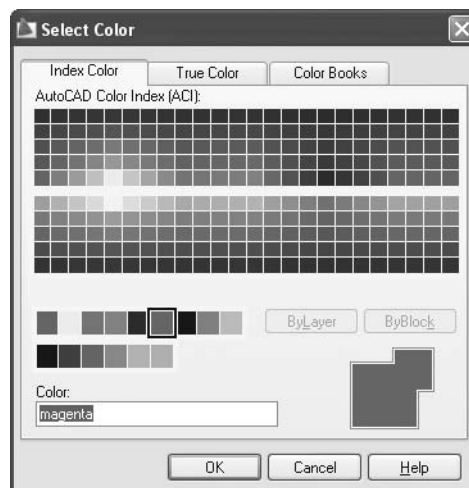 Select Color
Index Color
True Color
Color Books
AutoCAD Color Index (ACI):
ByLayer
ByBlock
Color:
magenta
OK
Cancel
Help